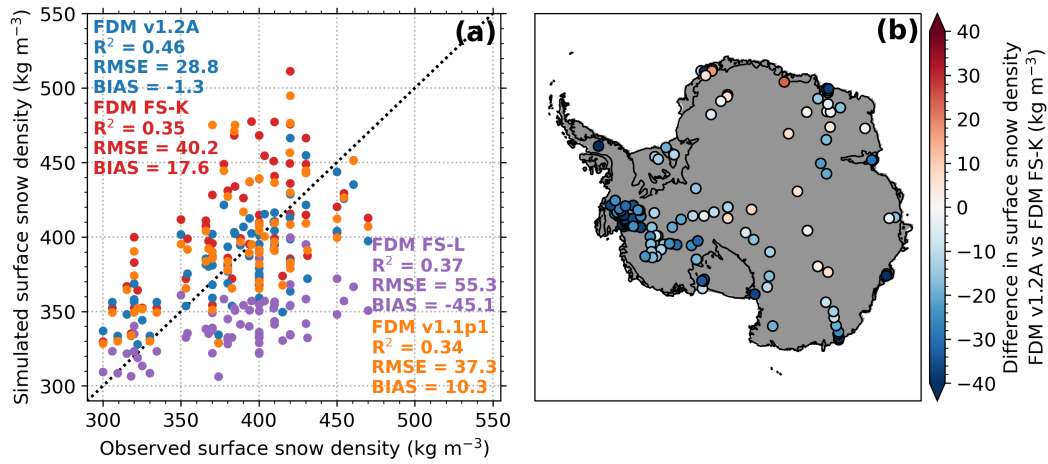 (a)
FDM v1.2A
R² = 0.46
RMSE = 28.8
BIAS = -1.3
FDM FS-K
R² = 0.35
RMSE = 40.2
BIAS = 17.6
FDM FS-L
R² = 0.37
RMSE = 55.3
BIAS = -45.1
FDM v1.1p1
R² = 0.34
RMSE = 37.3
BIAS = 10.3
550
500
450
400
350
300
Simulated surface snow density (kg m⁻³)
300 350 400 450 500 550
Observed surface snow density (kg m⁻³)
(b)
40
30
20
10
0
−10
−20
−30
−40
Difference in surface snow density
FDM v1.2A vs FDM FS-K (kg m⁻³)